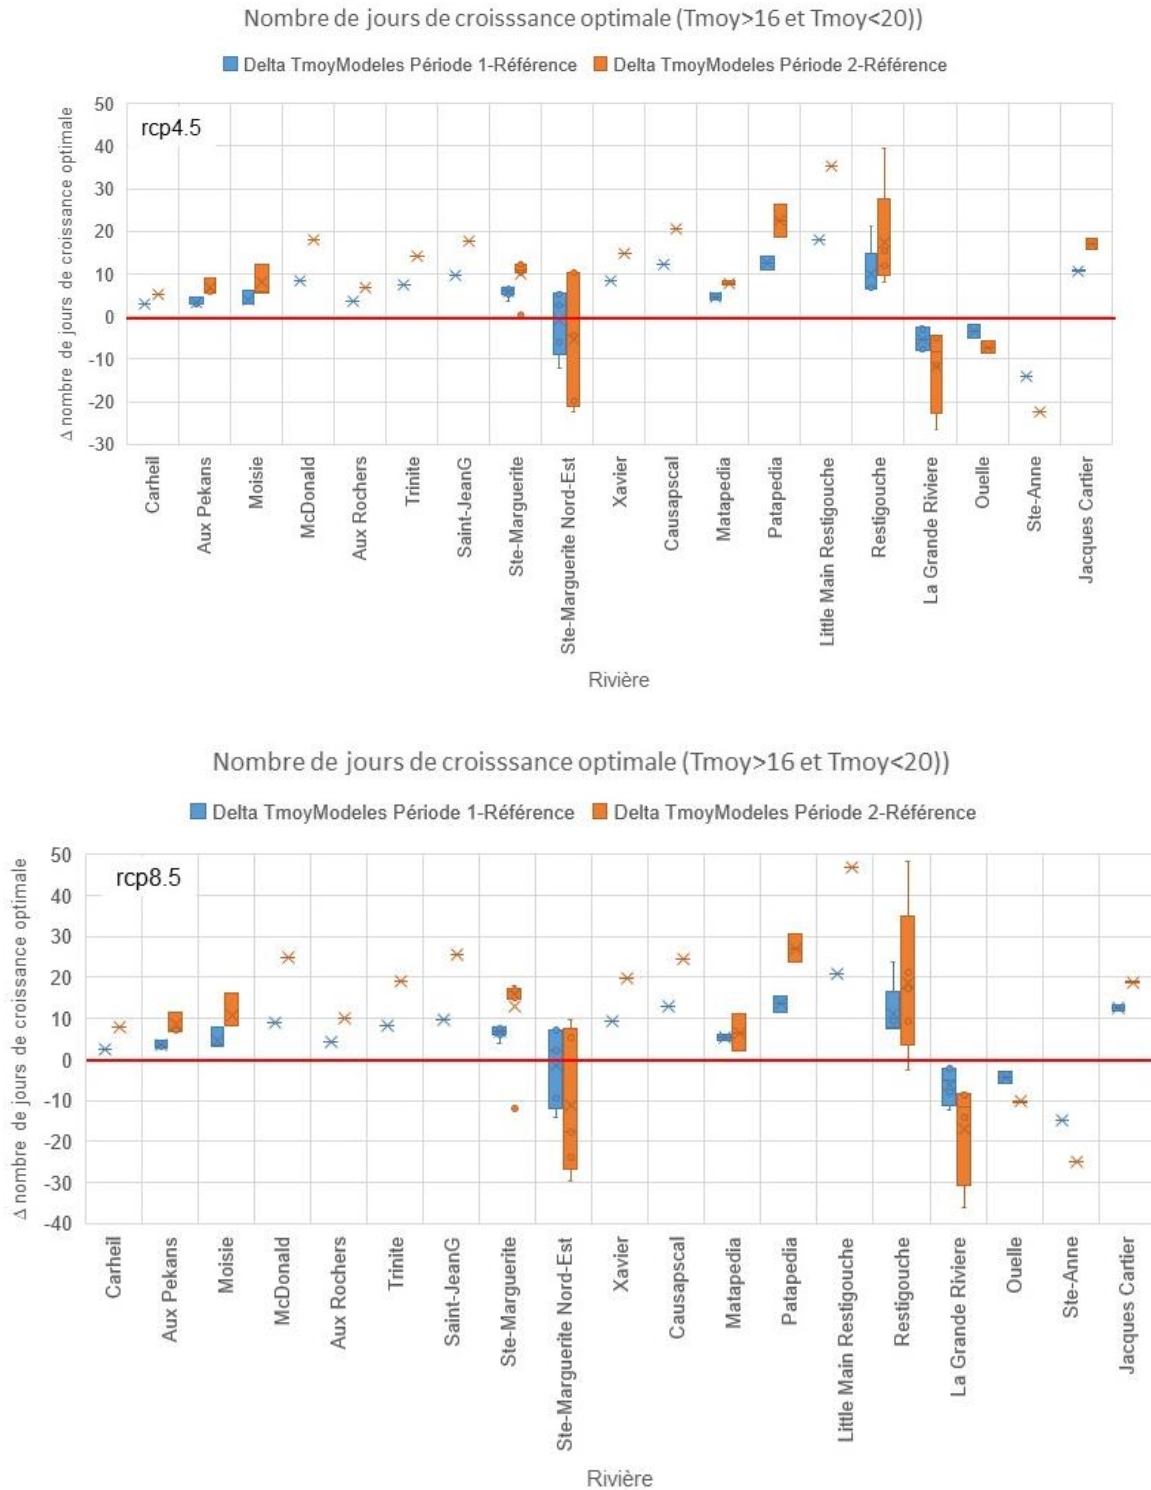 Nombre de jours de croisssance optimale (Tmoy>16 et Tmoy<20))
Delta TmoyModeles Période 1-Référence Delta TmoyModeles Période 2-Référence
rcp4.5
Δ nombre de jours de croissance optimale
50
40
30
20
10
0
-10
-20
-30
Carheil
Aux Pekans
Moisie
McDonald
Aux Rochers
Trinite
Saint-JeanG
Ste-Marguerite
Ste-Marguerite Nord-Est
Xavier
Causapscal
Matapedia
Patapedia
Little Main Restigouche
Restigouche
La Grande Riviere
Ouelle
Ste-Anne
Jacques Cartier
Rivière
Nombre de jours de croisssance optimale (Tmoy>16 et Tmoy<20))
Delta TmoyModeles Période 1-Référence Delta TmoyModeles Période 2-Référence
rcp8.5
Δ nombre de jours de croissance optimale
50
40
30
20
10
0
-10
-20
-30
-40
Carheil
Aux Pekans
Moisie
McDonald
Aux Rochers
Trinite
Saint-JeanG
Ste-Marguerite
Ste-Marguerite Nord-Est
Xavier
Causapscal
Matapedia
Patapedia
Little Main Restigouche
Restigouche
La Grande Riviere
Ouelle
Ste-Anne
Jacques Cartier
Rivière